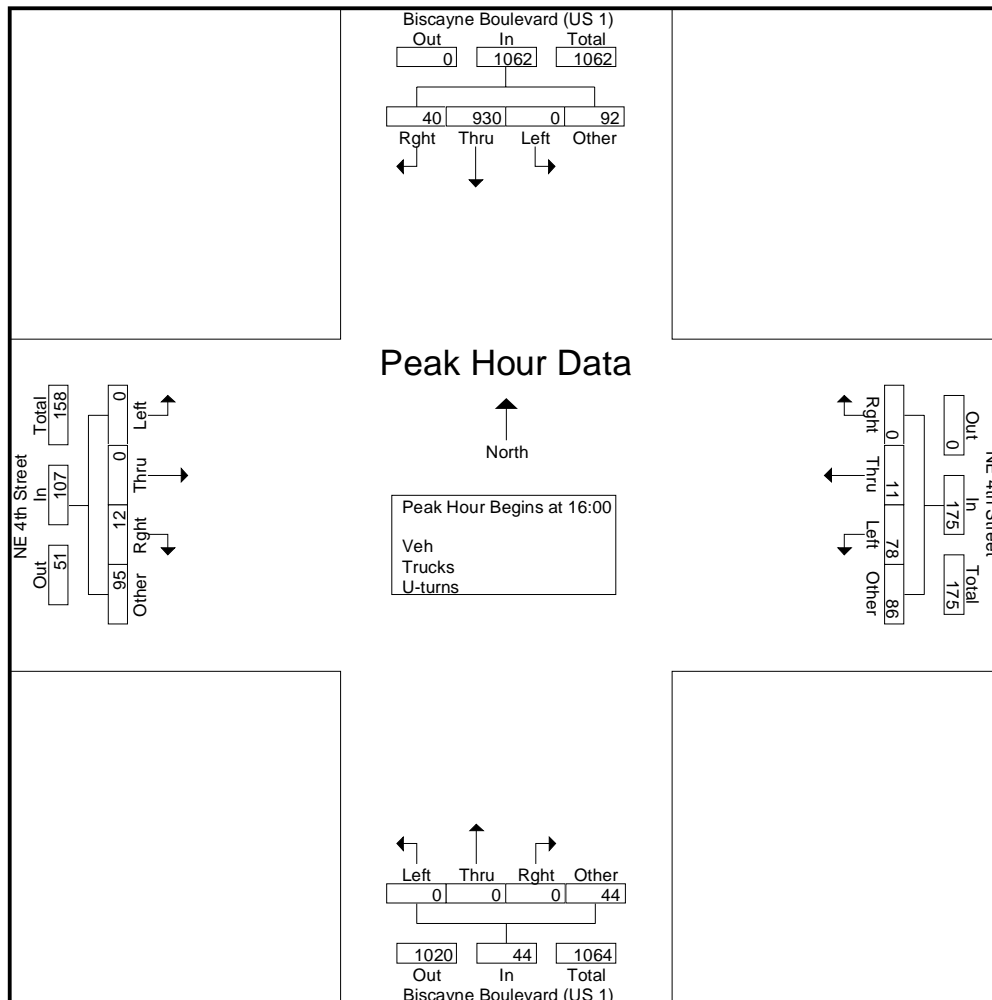 Biscayne Boulevard (US 1)
Out In Total
0 1062 1062
40 930 0 92
Rght Thru Left Other
Peak Hour Data
North
Peak Hour Begins at 16:00
Veh
Trucks
U-turns
NE 4th Street
Total In Out
158 107 51
0 0 12 95
Left Thru Rght Other
NE 4th Street
Out In Total
0 175 175
0 11 78 86
Rght Thru Left Other
Left Thru Rght Other
0 0 0 44
1020 44 1064
Out In Total
Biscayne Boulevard (US 1)